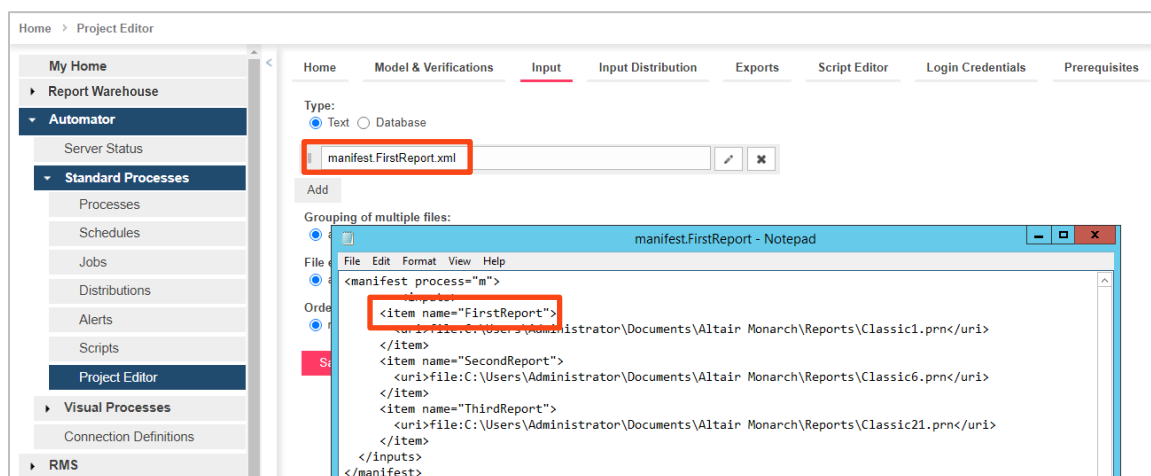 Home > Project Editor
My Home
Report Warehouse
Automator
Server Status
Standard Processes
Processes
Schedules
Jobs
Distributions
Alerts
Scripts
Project Editor
Visual Processes
Connection Definitions
RMS
Home Model & Verifications Input Input Distribution Exports Script Editor Login Credentials Prerequisites
Type:
Text Database
manifest.FirstReport.xml
Add
Grouping of multiple files:
manifest.FirstReport - Notepad
File Edit Format View Help
<manifest process="m">
<inputs>
<item name="FirstReport">
<uri>file:C:\Users\Administrator\Documents\Altair Monarch\Reports\Classic1.prn</uri>
</item>
<item name="SecondReport">
<uri>file:C:\Users\Administrator\Documents\Altair Monarch\Reports\Classic6.prn</uri>
</item>
<item name="ThirdReport">
<uri>file:C:\Users\Administrator\Documents\Altair Monarch\Reports\Classic21.prn</uri>
</item>
</inputs>
</manifest>